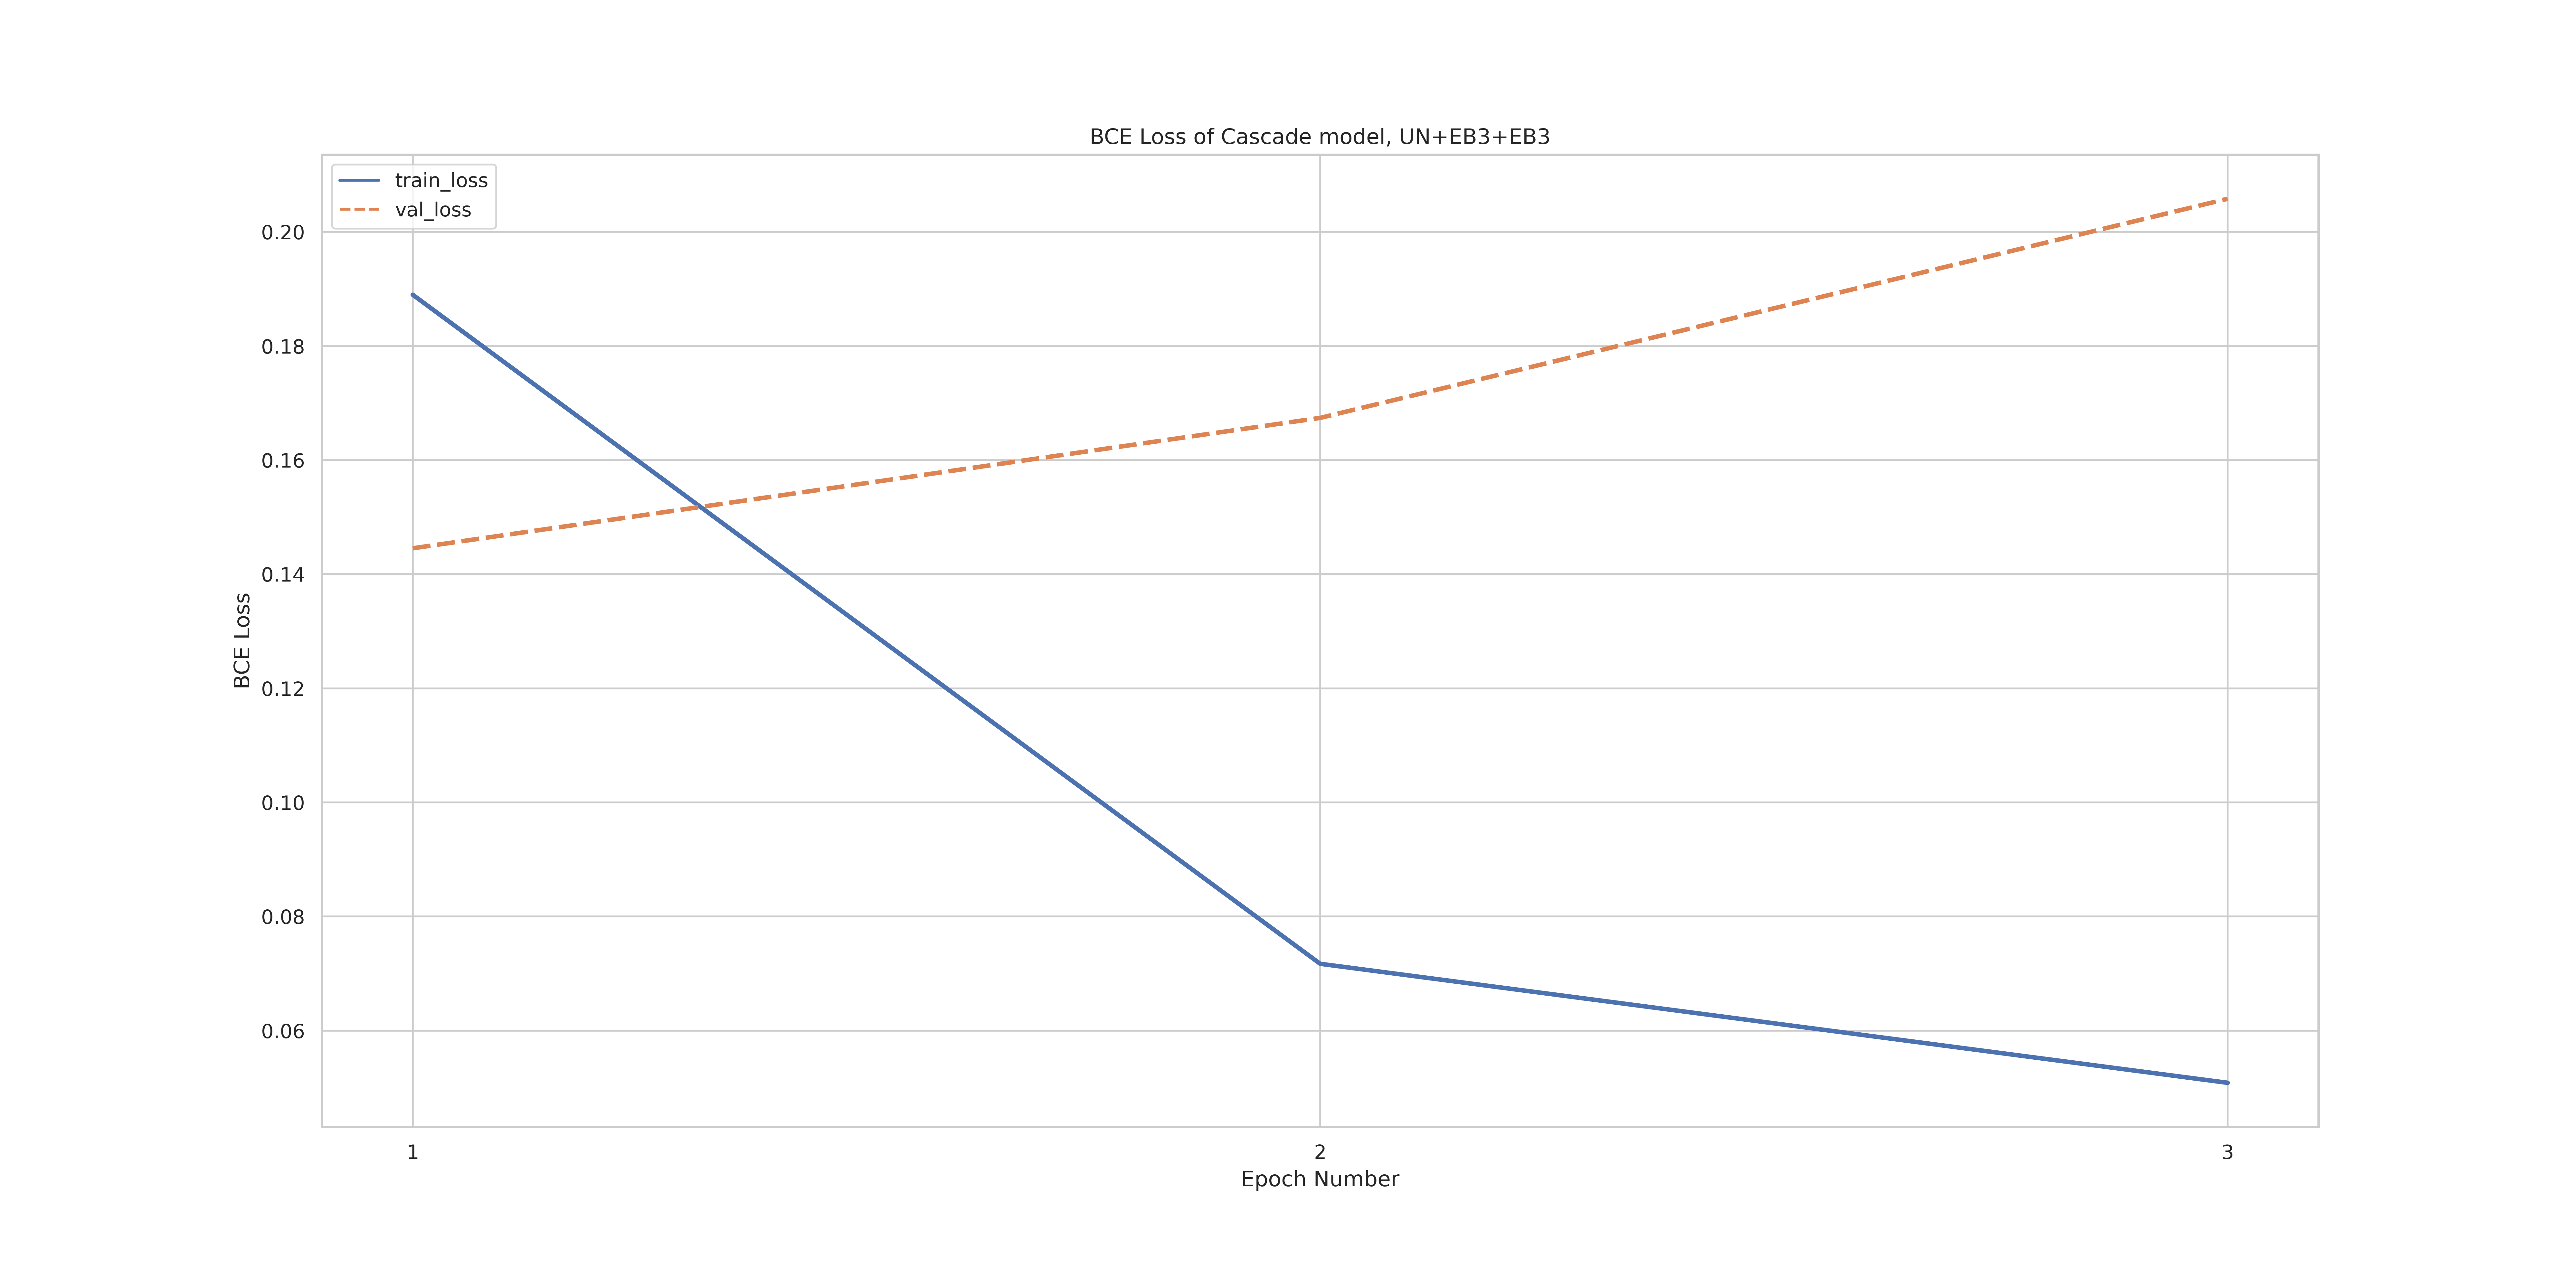 BCE Loss of Cascade model, UN+EB3+EB3
train_loss
val_loss
0.20
0.18
0.16
0.14
0.12
0.10
0.08
0.06
BCE Loss
1 2 3
Epoch Number